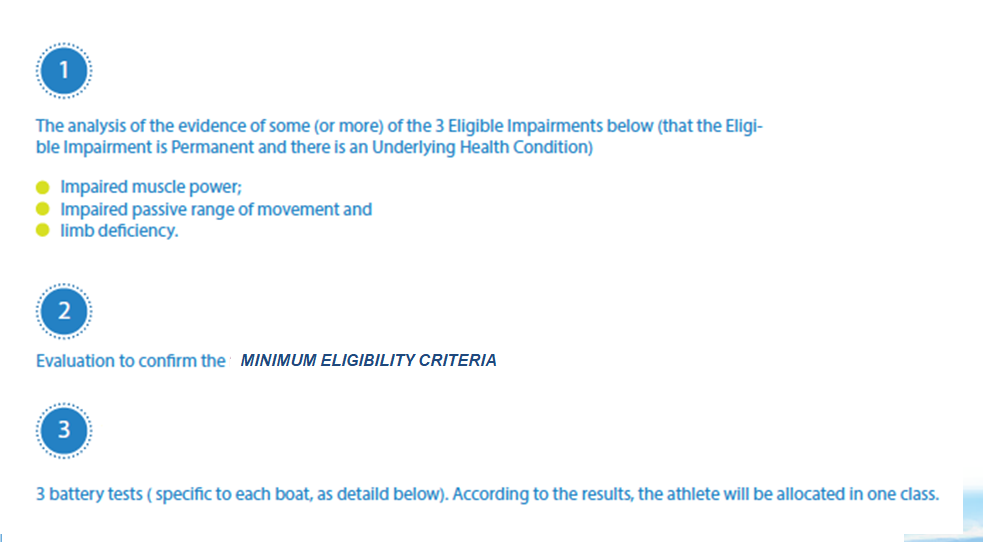 1
The analysis of the evidence of some (or more) of the 3 Eligible Impairments below (that the Eligi-
ble Impairment is Permanent and there is an Underlying Health Condition)
Impaired muscle power;
Impaired passive range of movement and
limb deficiency.
2
Evaluation to confirm the MINIMUM ELIGIBILITY CRITERIA
3
3 battery tests ( specific to each boat, as detaild below). According to the results, the athlete will be allocated in one class.